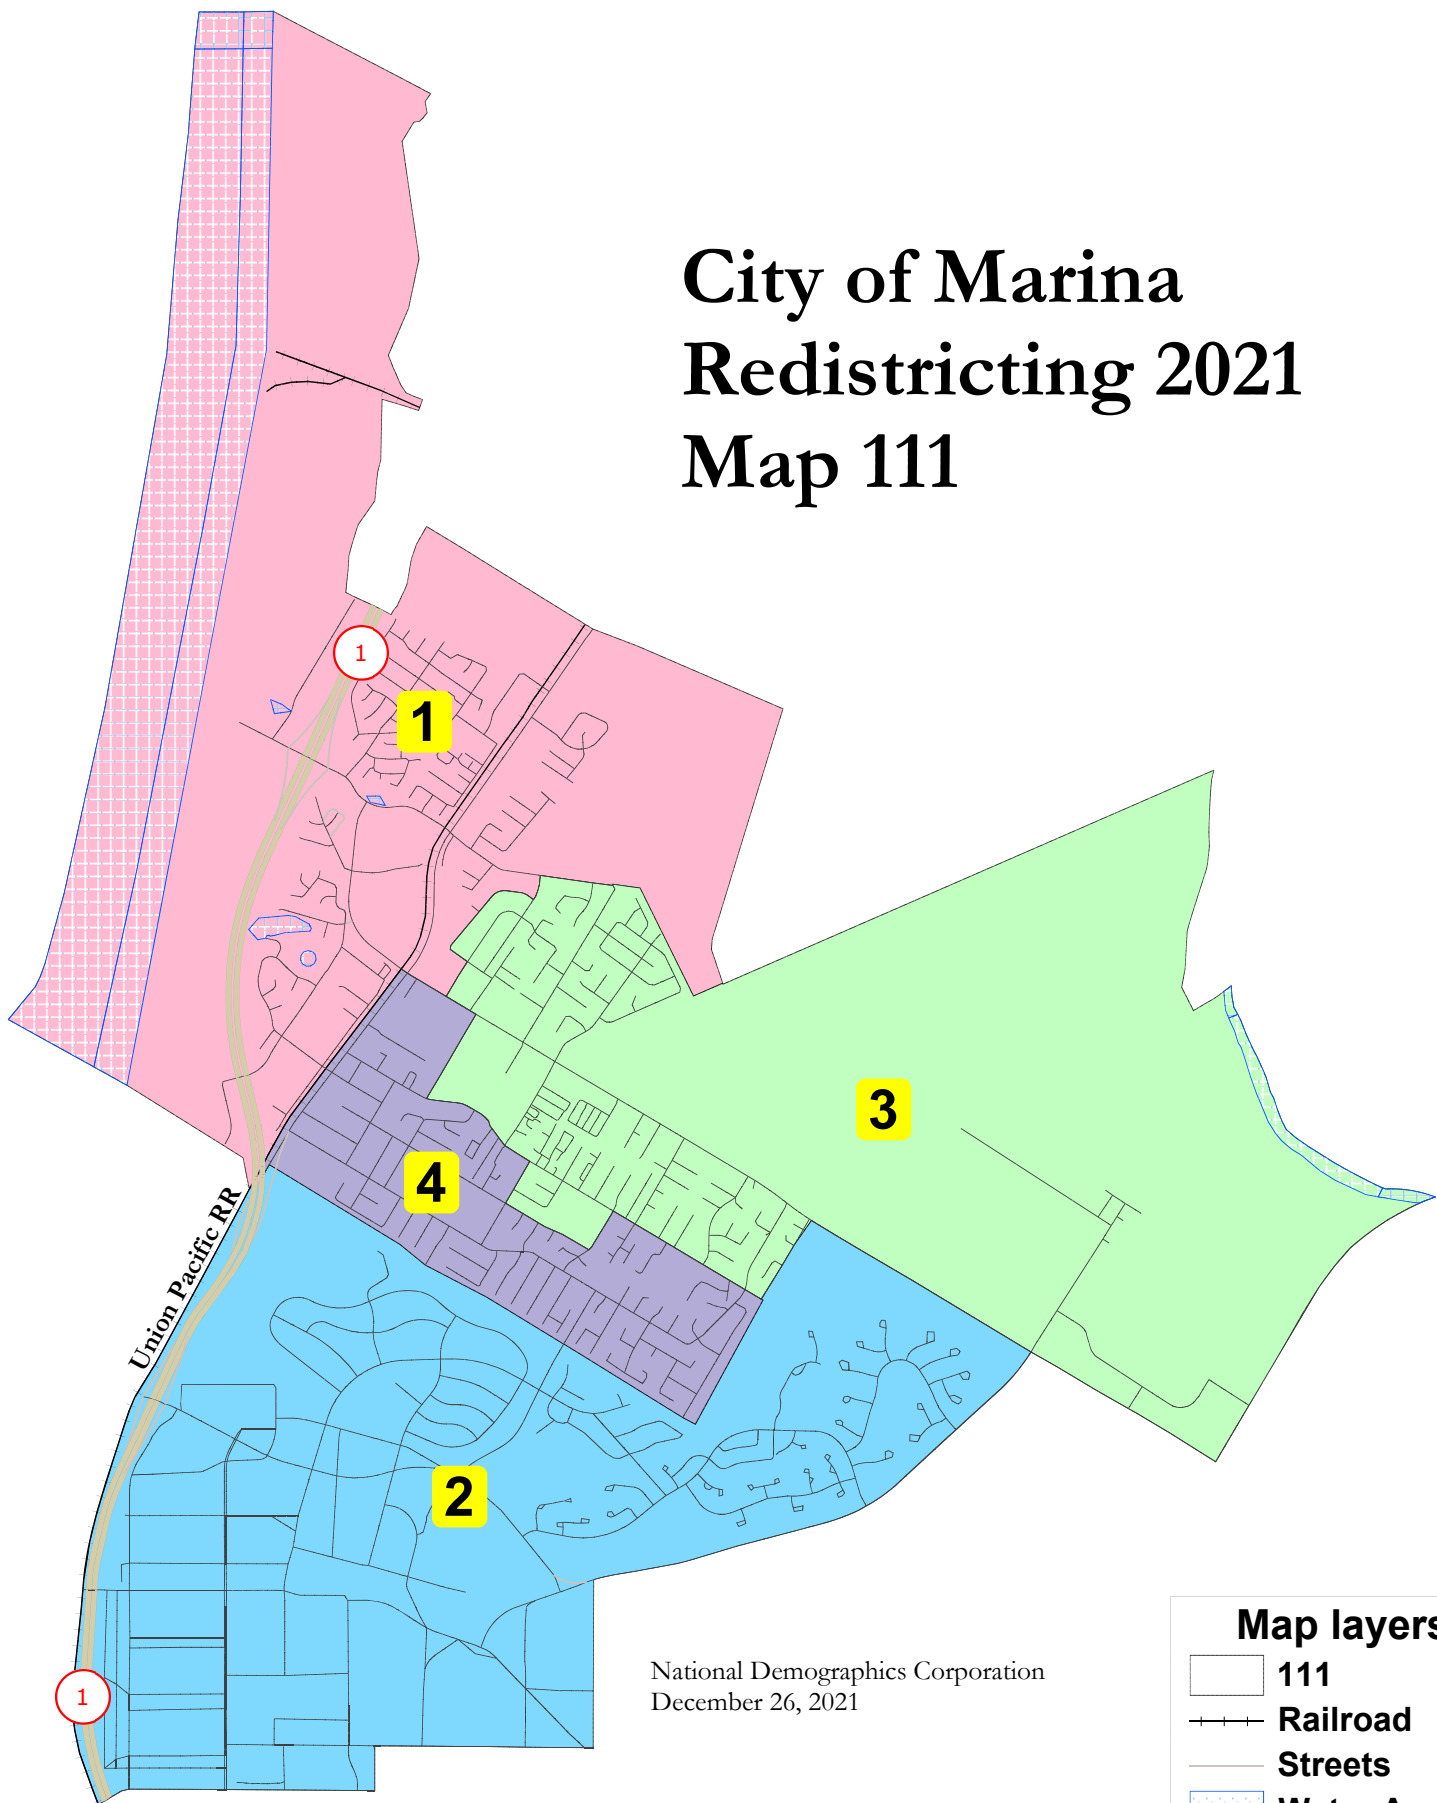 City of Marina
Redistricting 2021
Map 111
1
1
3
4
Union Pacific RR
2
1
National Demographics Corporation
December 26, 2021
Map layers
111
Railroad
Streets